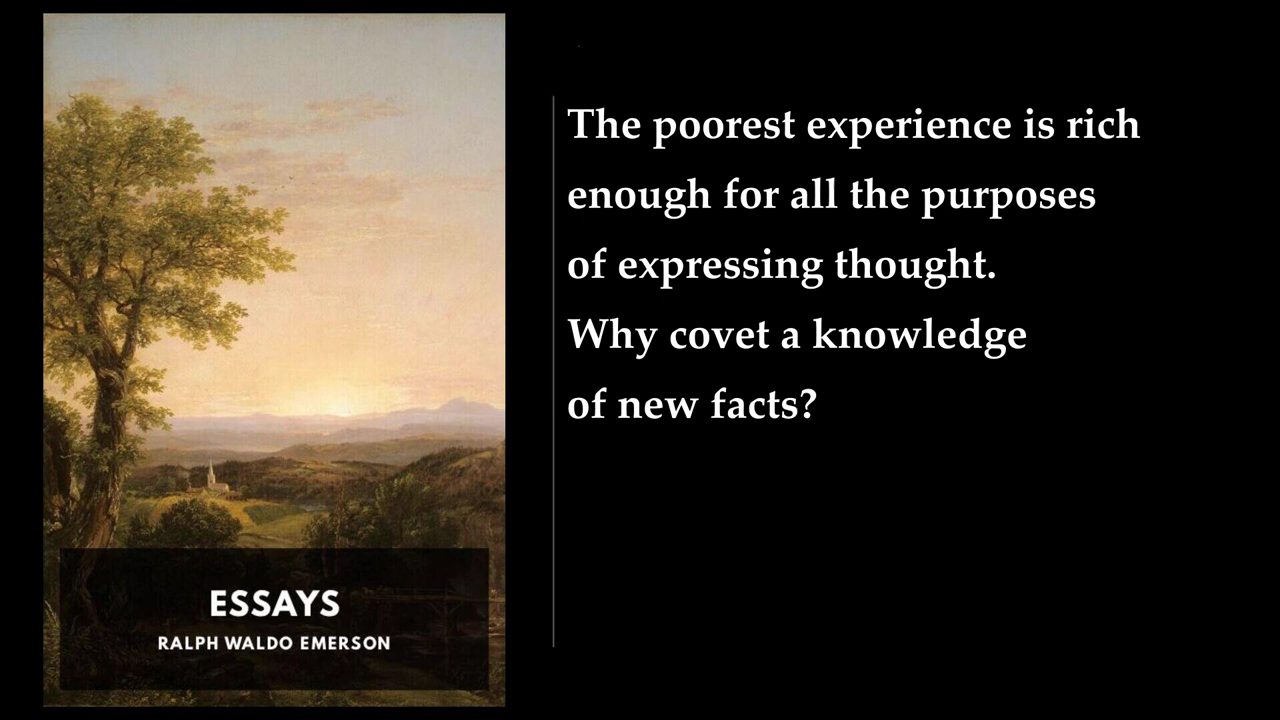 The poorest experience is rich
enough for all the purposes
of expressing thought.
Why covet a knowledge
of new facts?
ESSAYS
RALPH WALDO EMERSON